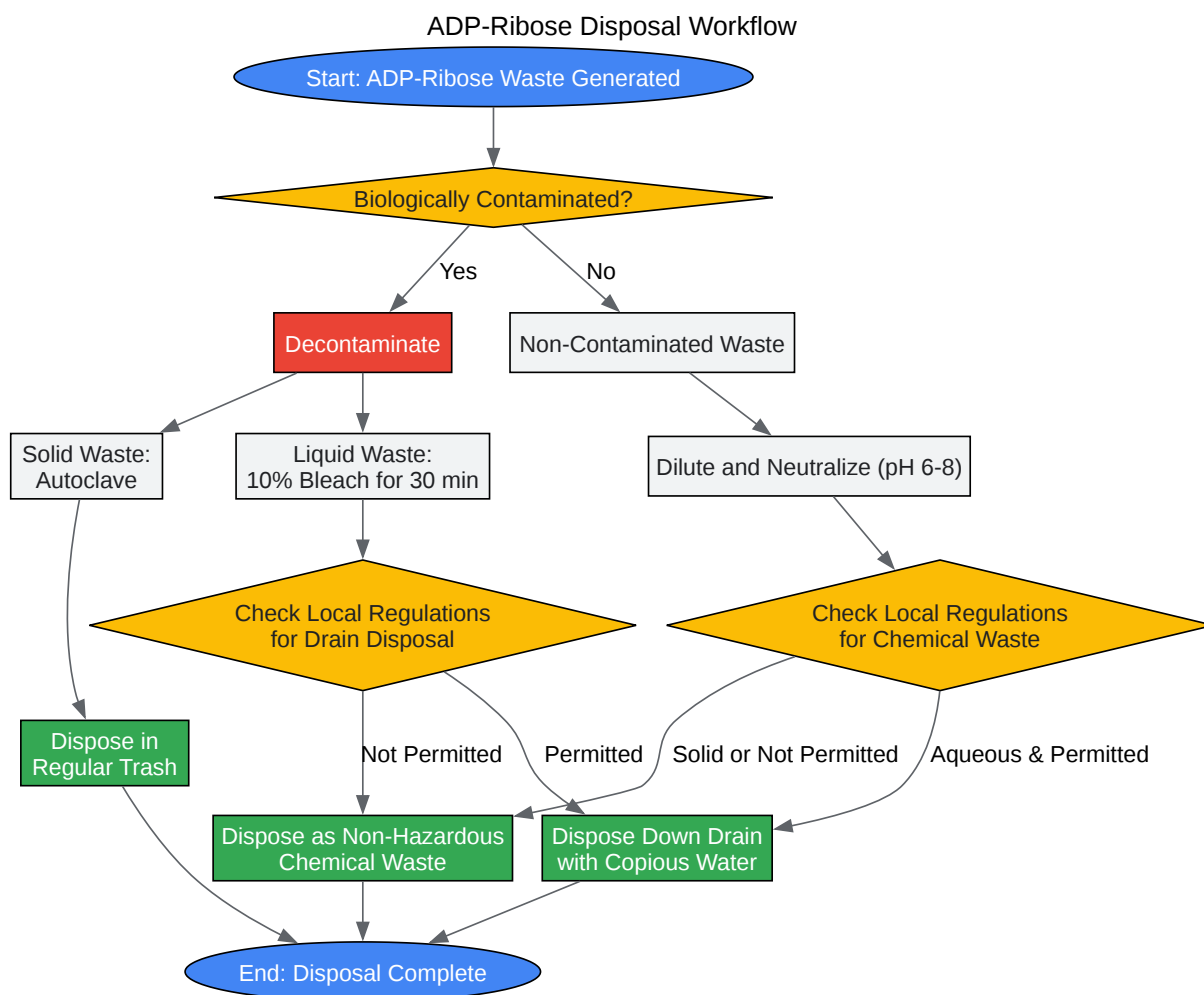 ADP-Ribose Disposal Workflow
Start: ADP-Ribose Waste Generated
Biologically Contaminated?
Yes
No
Decontaminate
Non-Contaminated Waste
Solid Waste:
Autoclave
Liquid Waste:
10% Bleach for 30 min
Dilute and Neutralize (pH 6-8)
Check Local Regulations
for Drain Disposal
Check Local Regulations
for Chemical Waste
Dispose in
Regular Trash
Not Permitted
Permitted
Solid or Not Permitted
Aqueous & Permitted
Dispose as Non-Hazardous
Chemical Waste
Dispose Down Drain
with Copious Water
End: Disposal Complete